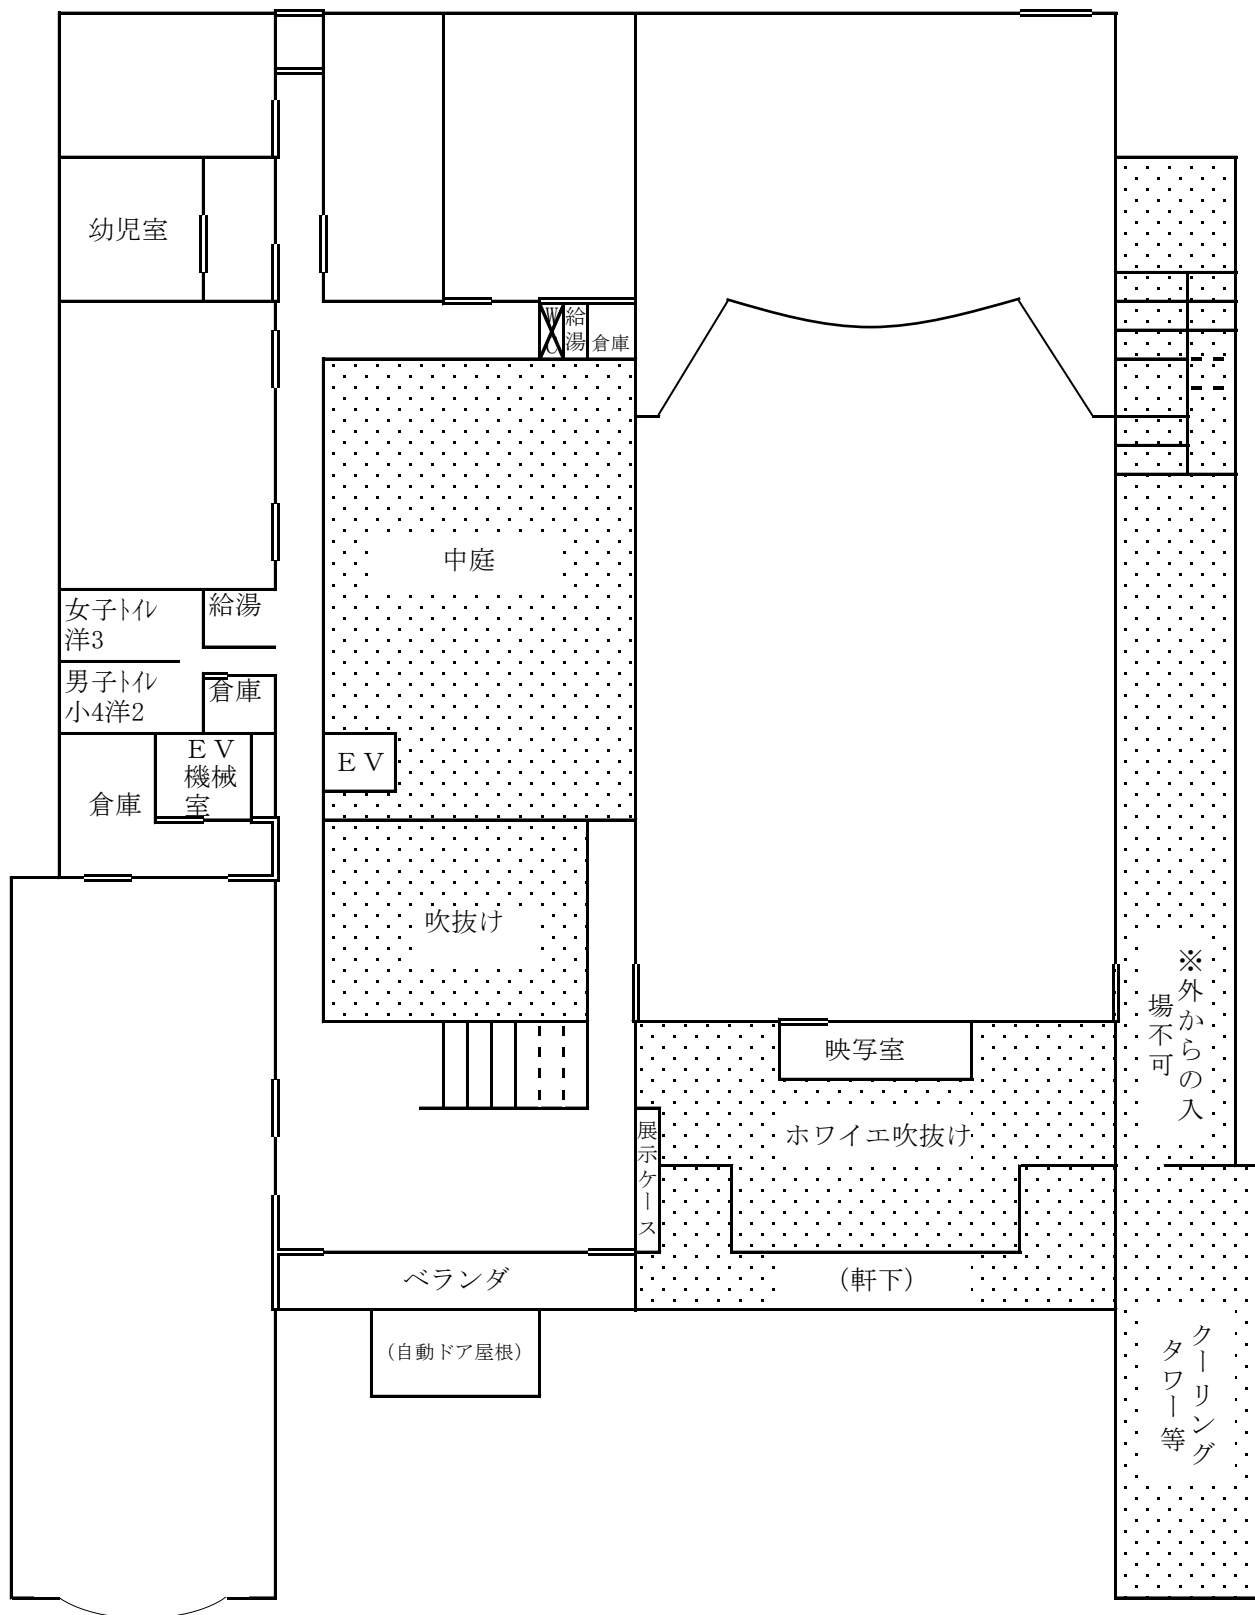 幼児室
WC
給
湯
倉庫
中庭
女子トイレ
洋3
給湯
男子トイレ
小4洋2
倉庫
ＥＶ
機械
室
倉庫
ＥＶ
吹抜け
※外からの入
場不可
映写室
ホワイエ吹抜け
展示ケース
ベランダ
(軒下)
(自動ドア屋根)
クーリング
タワー等